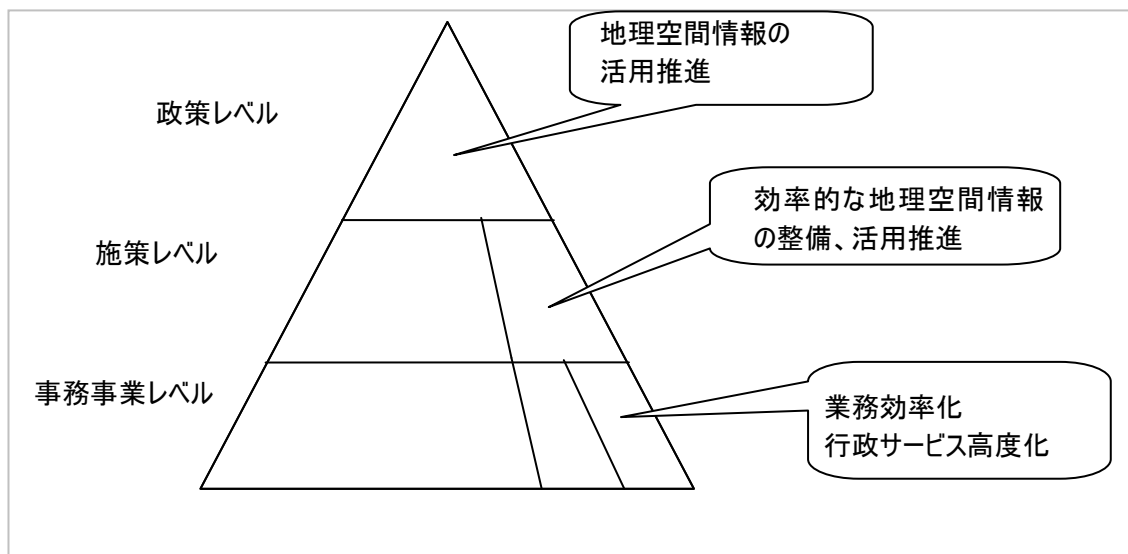 地理空間情報の
活用推進
政策レベル
効率的な地理空間情報
の整備、活用推進
施策レベル
事務事業レベル
業務効率化
行政サービス高度化